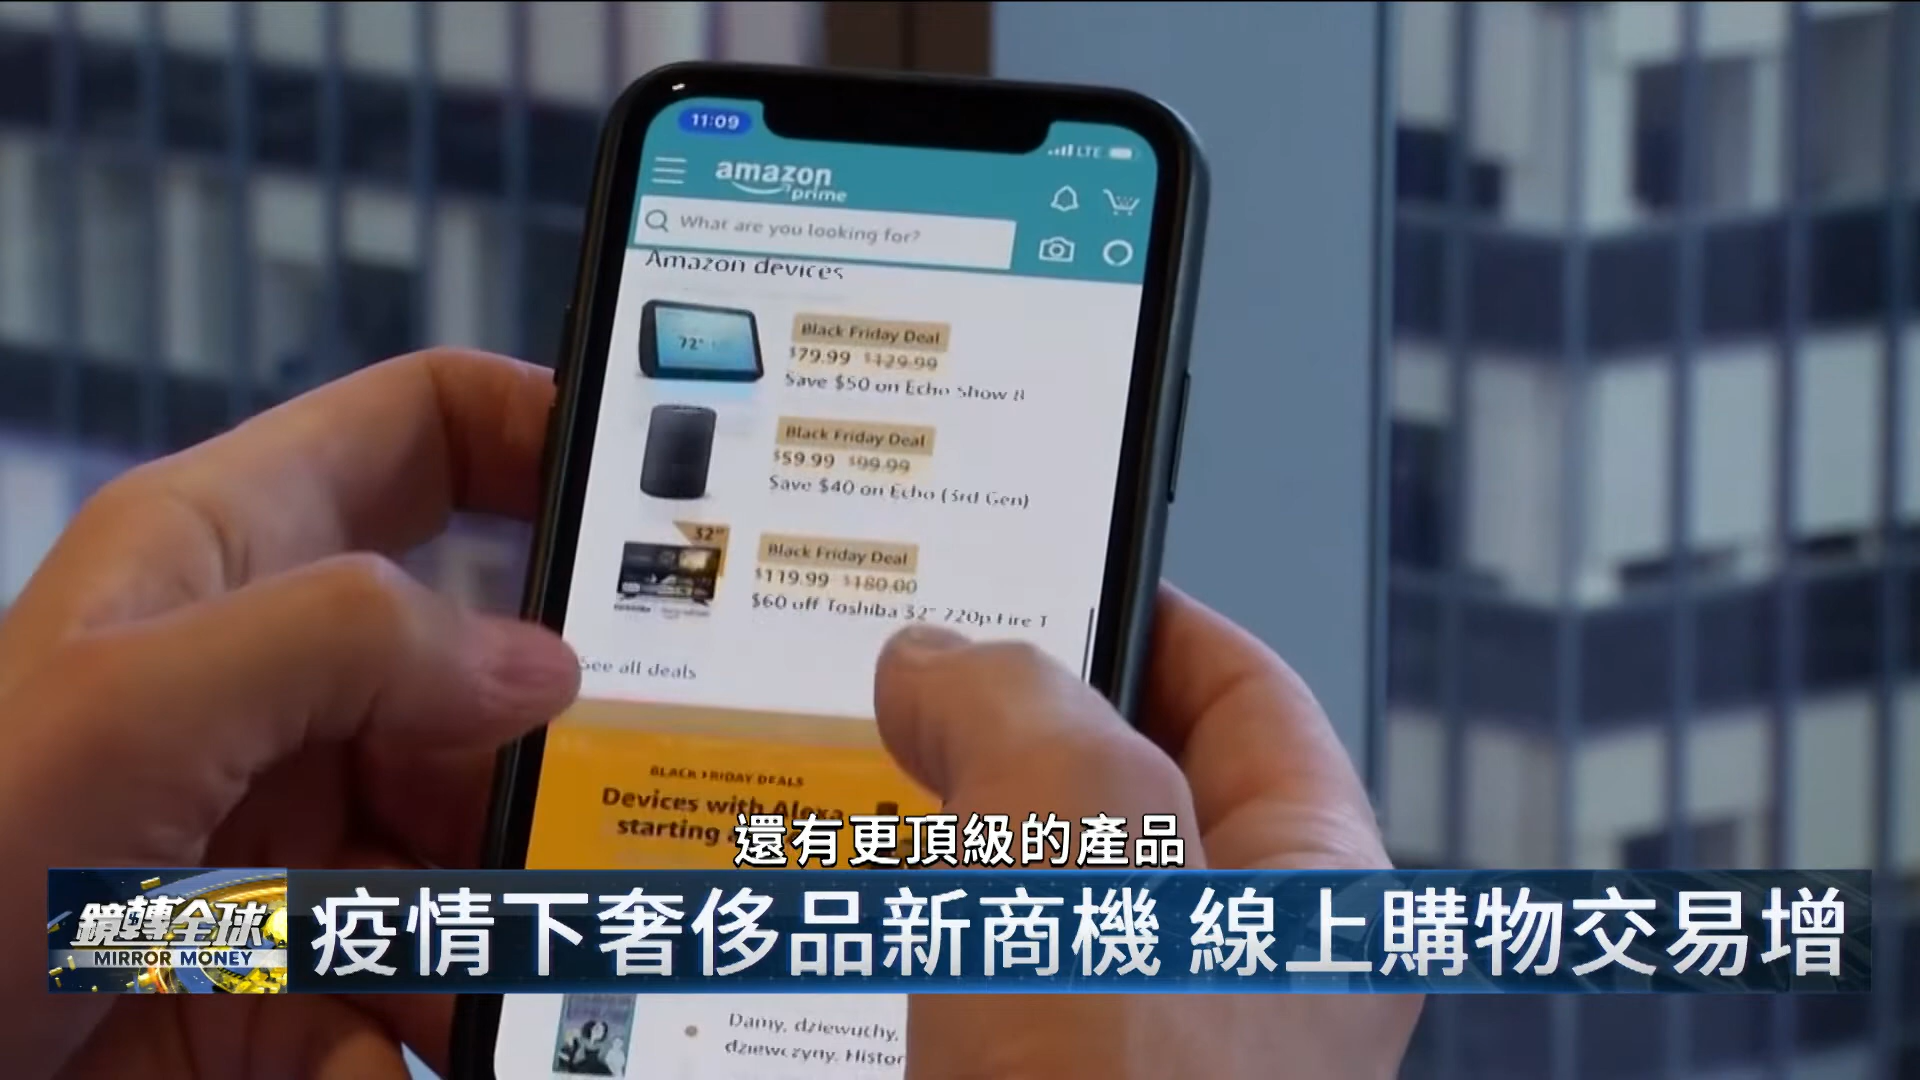 11:09
LTE
amazon
prime
What are you looking for?
Amazon devices
72°
Black Friday Deal
$79.99 $129.99
Save $50 on Echo Show 8
Black Friday Deal
$59.99 $99.99
Save $40 on Echo (3rd Gen)
32"
Black Friday Deal
$119.99 $180.00
$60 off Toshiba 32" 720p Fire T
See all deals
BLACK FRIDAY DEALS
Devices with Alexa
starting
還有更頂級的產品
鏡轉全球
MIRROR MONEY
疫情下奢侈品新商機 線上購物交易增
Damy, dziewuchy,
dziewczyny. Histor